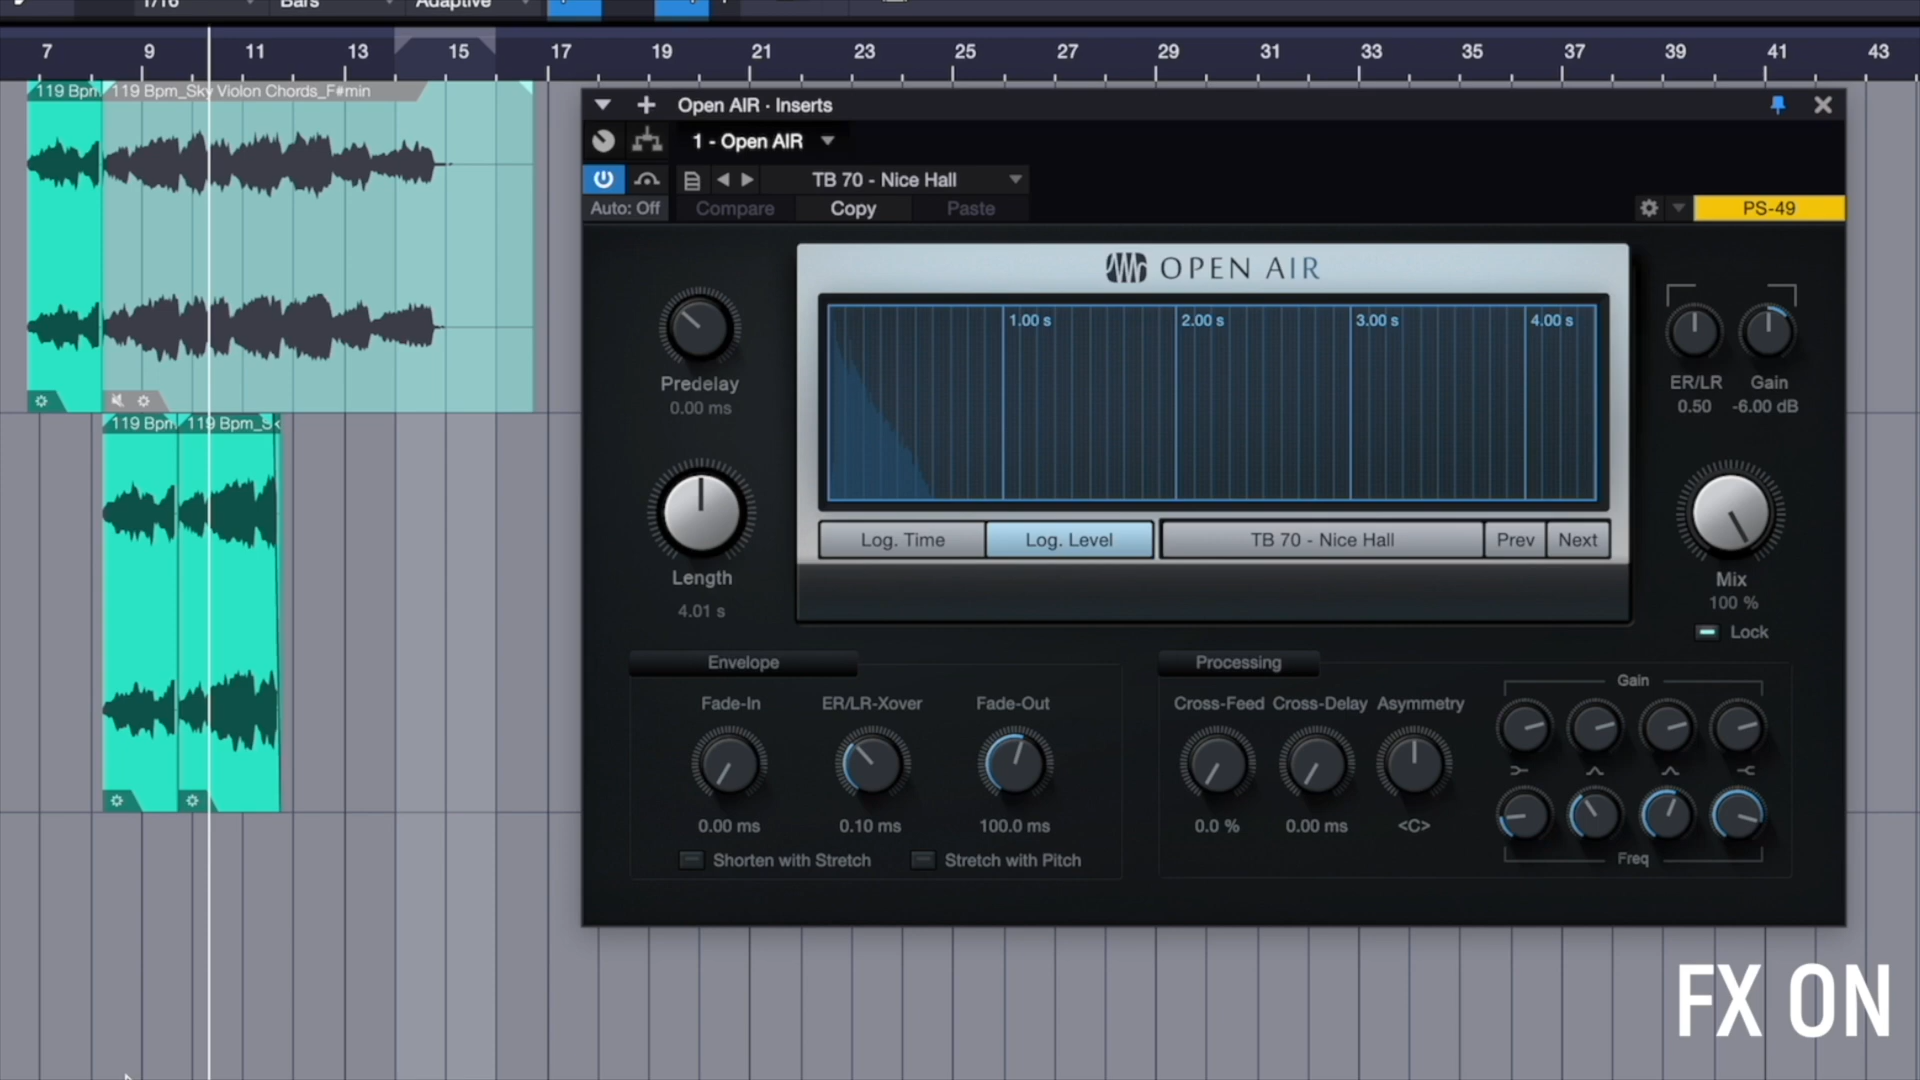 1/16 Bars Adaptive
7 9 11 13 15 17 19 21 23 25 27 29 31 33 35 37 39 41 43
119 Bpm 119 Bpm_Sky Violon Chords_F#min
Open AIR · Inserts
1 - Open AIR
TB 70 - Nice Hall
Auto: Off Compare Copy Paste
PS-49
OPEN AIR
1.00 s 2.00 s 3.00 s 4.00 s
Predelay
0.00 ms
ER/LR Gain
0.50 -6.00 dB
119 Bpm 119 Bpm_S
Log. Time Log. Level TB 70 - Nice Hall Prev Next
Length
4.01 s
Mix
100 %
Lock
Envelope
Processing
Gain
Fade-In ER/LR-Xover Fade-Out
Cross-Feed Cross-Delay Asymmetry
0.00 ms 0.10 ms 100.0 ms
0.0 % 0.00 ms <C>
Shorten with Stretch Stretch with Pitch
Freq
FX ON